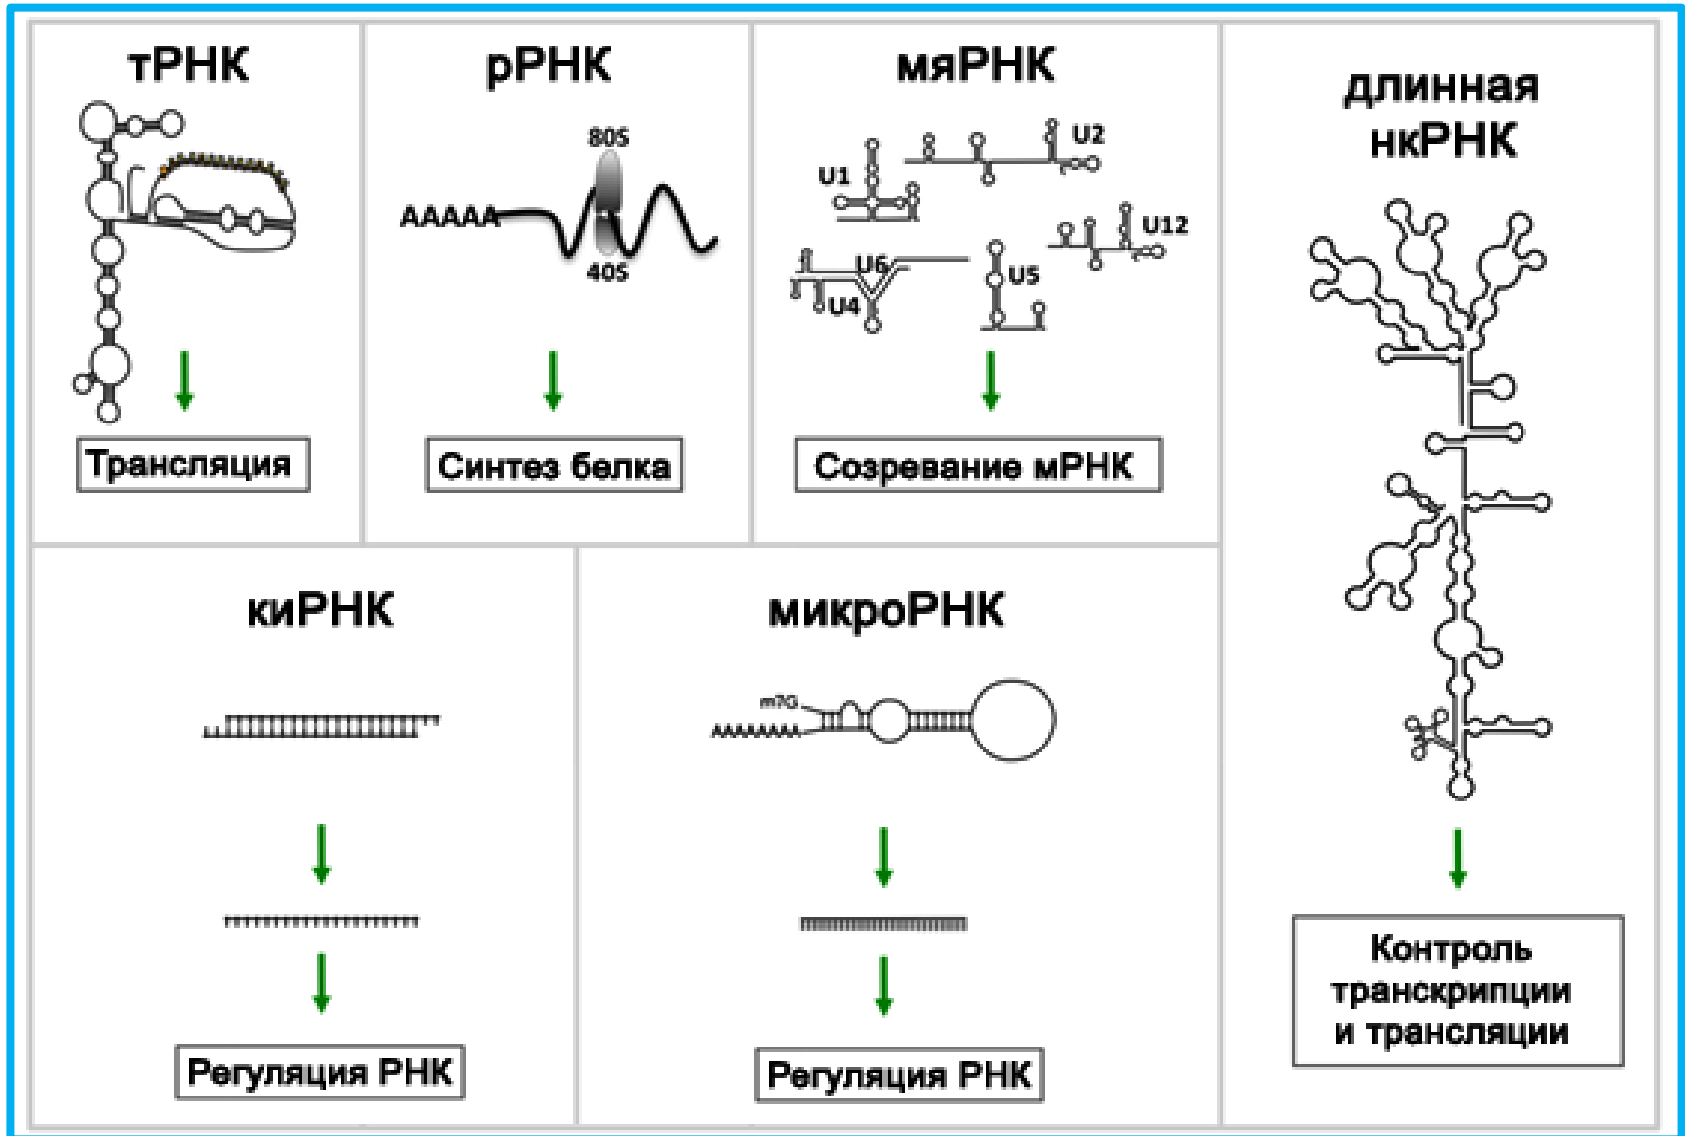 тРНК
Трансляция
рРНК
80S
AAAAA
40S
Синтез белка
мяРНК
U2
U1
U12
U6
U5
U4
Созревание мРНК
длинная
нкРНК
Контроль
транскрипции
и трансляции
киРНК
Регуляция РНК
микроРНК
m7G
AAAAAAAA
Регуляция РНК